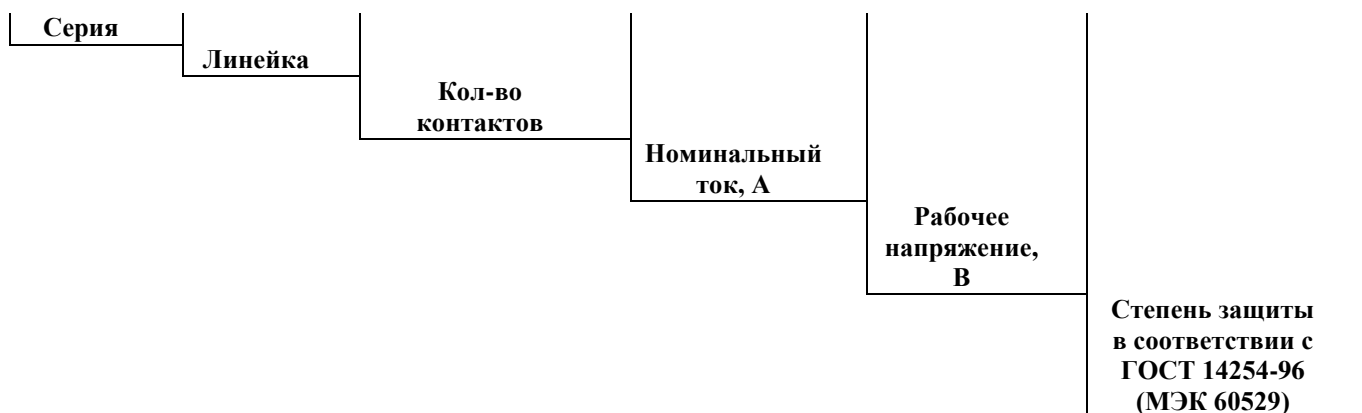 Серия
Линейка
Кол-во
контактов
Номинальный
ток, А
Рабочее
напряжение,
В
Степень защиты
в соответствии с
ГОСТ 14254-96
(МЭК 60529)